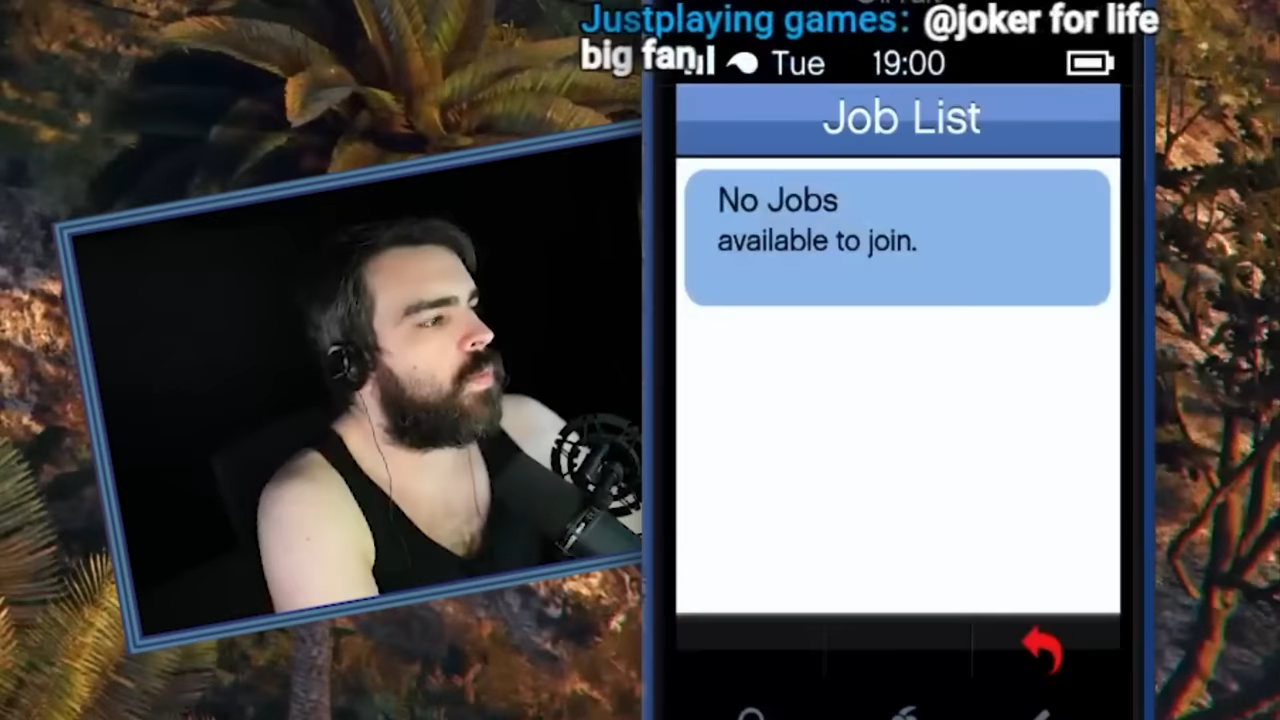 Justplaying games: @joker for life
big fan
Tue 19:00
Job List
No Jobs
available to join.